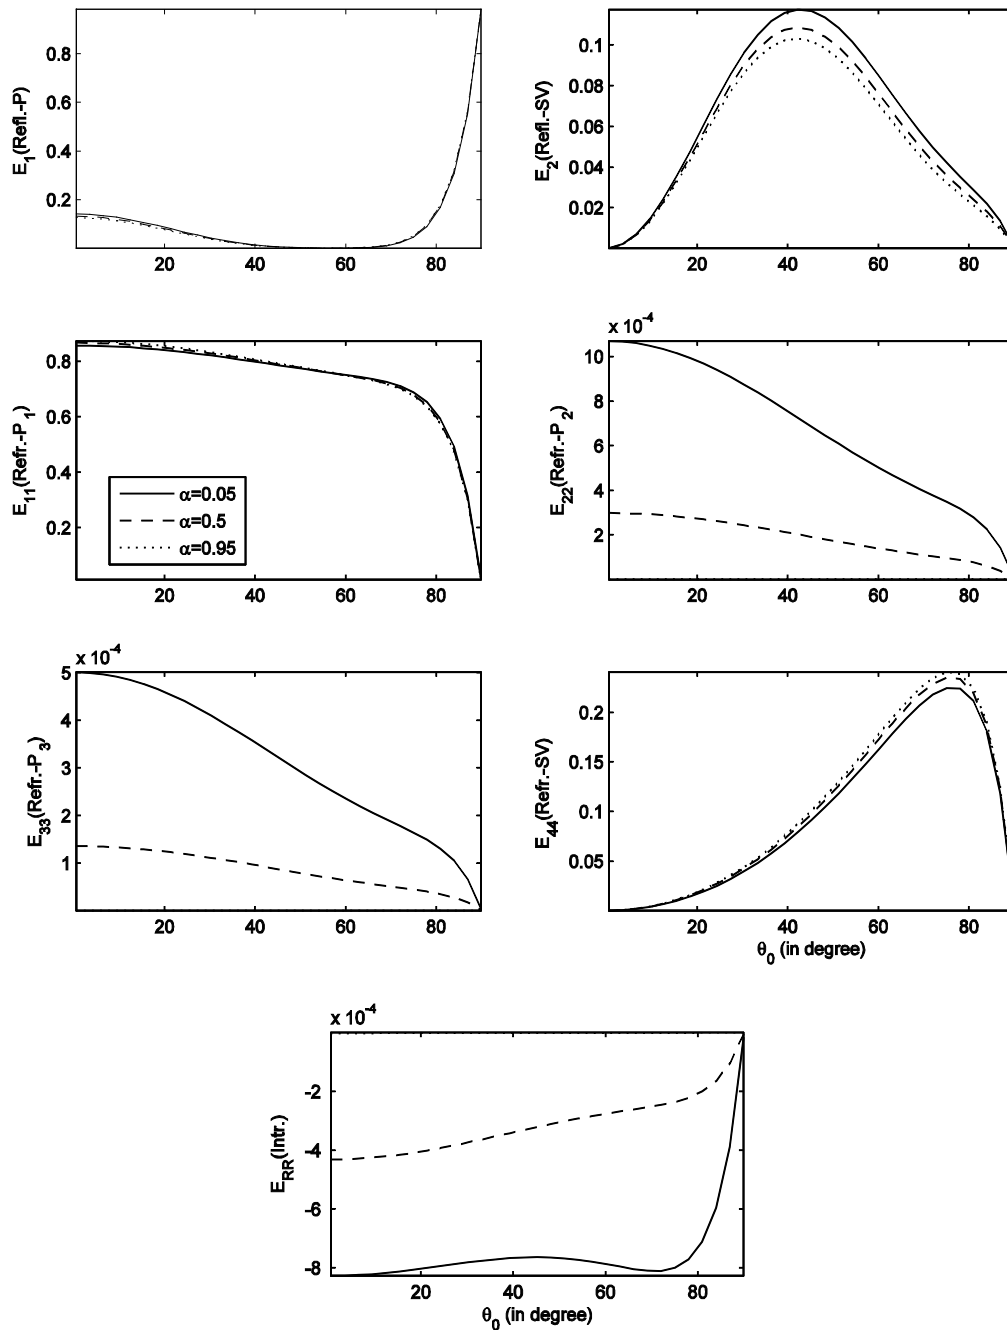 E1(Refl.-P)
0.8
0.6
0.4
0.2
20 40 60 80
E2(Refl.-SV)
0.1
0.08
0.06
0.04
0.02
20 40 60 80
E11(Refr.-P1)
0.8
0.6
0.4
0.2
20 40 60 80
α=0.05
α=0.5
α=0.95
x 10-4
E22(Refr.-P2)
10
8
6
4
2
20 40 60 80
x 10-4
E33(Refr.-P3)
5
4
3
2
1
20 40 60 80
E44(Refr.-SV)
0.2
0.15
0.1
0.05
20 40 60 80
θ0 (in degree)
x 10-4
ERR(Intr.)
-2
-4
-6
-8
20 40 60 80
θ0 (in degree)